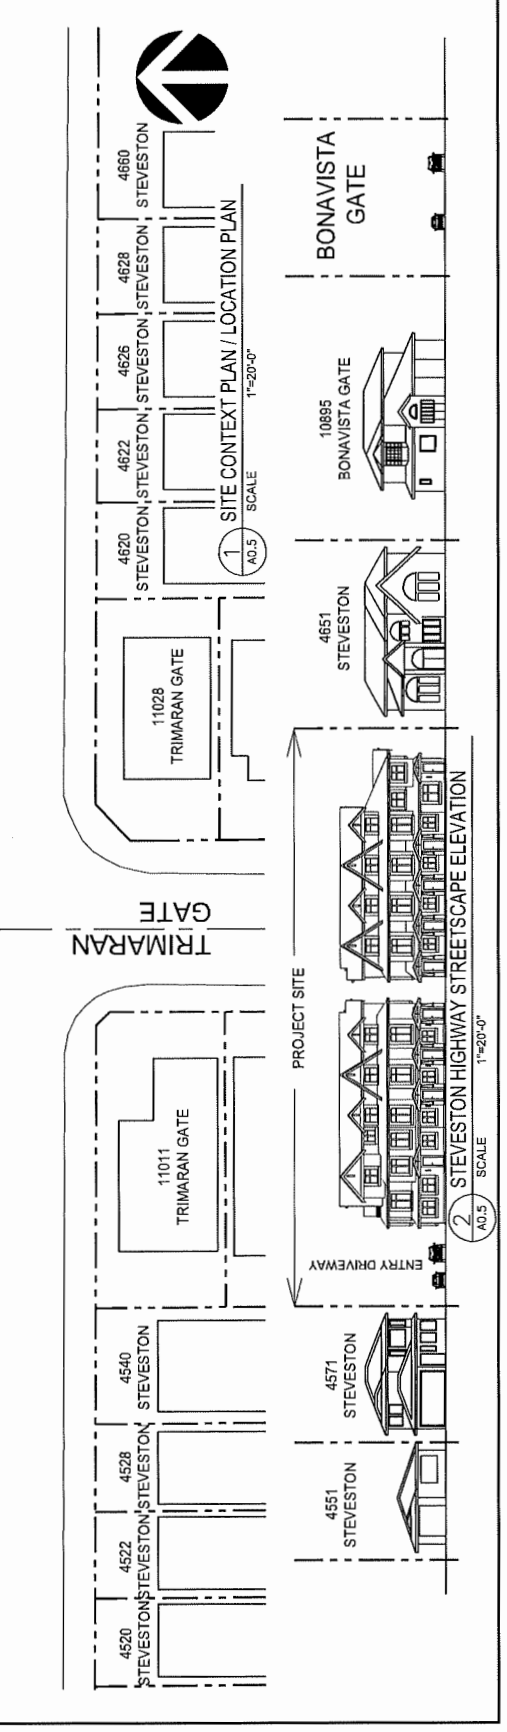 4520
STEVESTON
4522
STEVESTON
4528
STEVESTON
4540
STEVESTON
11011
TRIMARAN GATE
TRIMARAN
GATE
11028
TRIMARAN GATE
4620
STEVESTON
4622
STEVESTON
4626
STEVESTON
4628
STEVESTON
4660
STEVESTON
1
A0.5
SITE CONTEXT PLAN / LOCATION PLAN
SCALE
1"=20'-0"
4551
STEVESTON
4571
STEVESTON
ENTRY DRIVEWAY
PROJECT SITE
4651
STEVESTON
10895
BONAVISTA GATE
BONAVISTA
GATE
2
A0.5
STEVESTON HIGHWAY STREETSCAPE ELEVATION
SCALE
1"=20'-0"